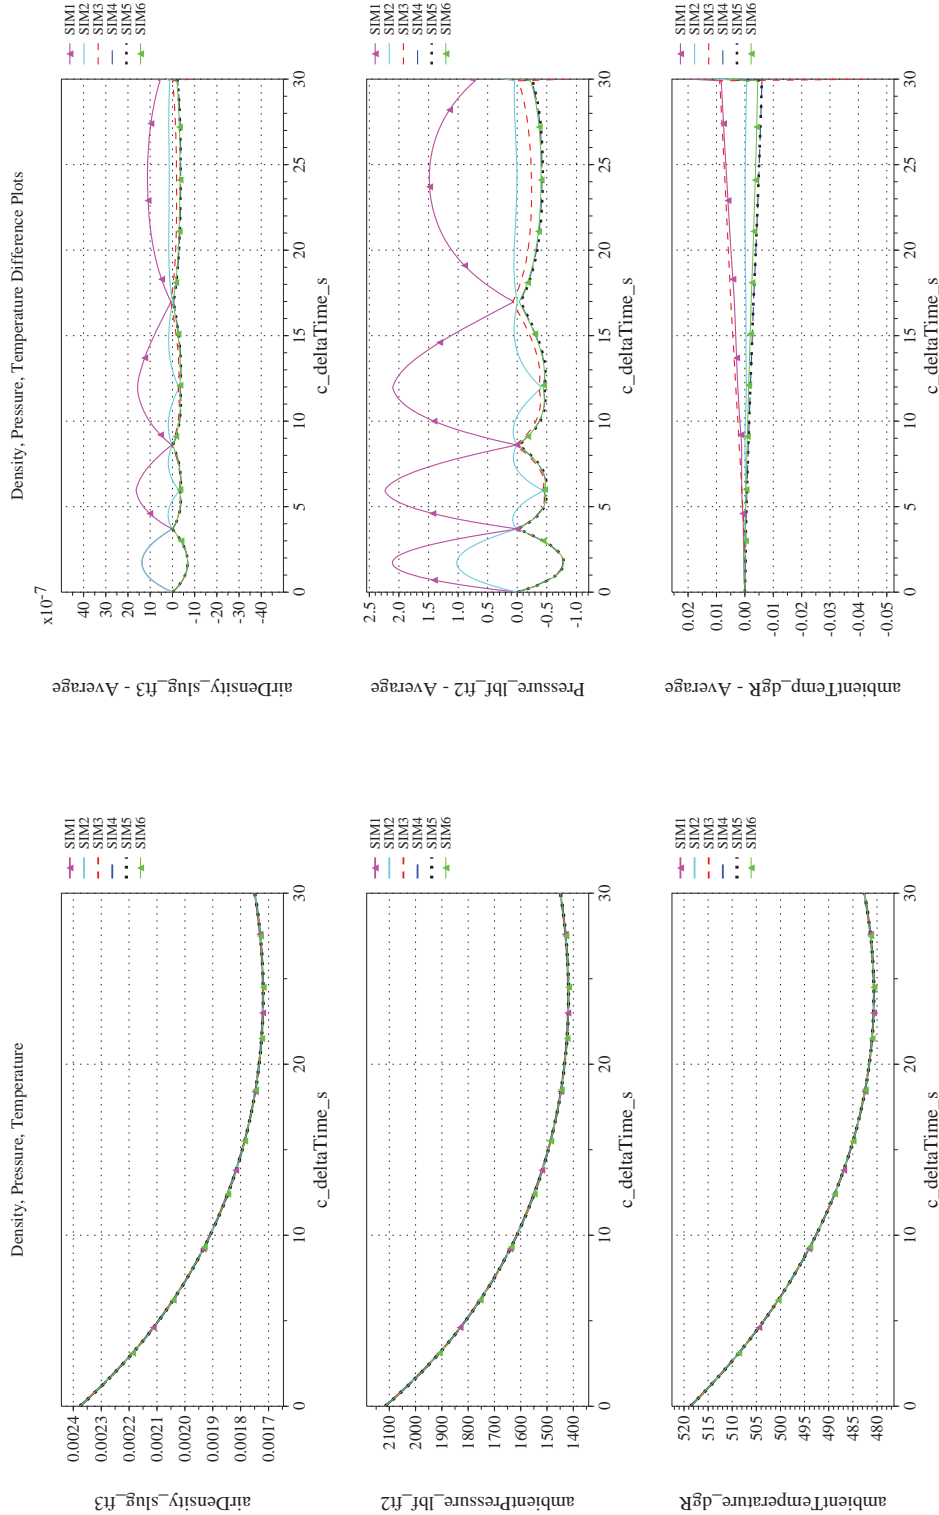 Density, Pressure, Temperature
airDensity_slug_ft3
0.0024
0.0023
0.0022
0.0021
0.0020
0.0019
0.0018
0.0017
0
10
20
30
c_deltaTime_s
SIM1
SIM2
SIM3
SIM4
SIM5
SIM6
ambientPressure_lbf_ft2
2100
2000
1900
1800
1700
1600
1500
1400
0
10
20
30
c_deltaTime_s
SIM1
SIM2
SIM3
SIM4
SIM5
SIM6
ambientTemperature_dgR
520
515
510
505
500
495
490
485
480
0
10
20
30
c_deltaTime_s
SIM1
SIM2
SIM3
SIM4
SIM5
SIM6
Density, Pressure, Temperature Difference Plots
airDensity_slug_ft3 - Average
x10-7
40
30
20
10
0
-10
-20
-30
-40
0
5
10
15
20
25
30
c_deltaTime_s
SIM1
SIM2
SIM3
SIM4
SIM5
SIM6
Pressure_lbf_ft2 - Average
2.5
2.0
1.5
1.0
0.5
0.0
-0.5
-1.0
0
5
10
15
20
25
30
c_deltaTime_s
SIM1
SIM2
SIM3
SIM4
SIM5
SIM6
ambientTemp_dgR - Average
0.02
0.01
0.00
-0.01
-0.02
-0.03
-0.04
-0.05
0
5
10
15
20
25
30
c_deltaTime_s
SIM1
SIM2
SIM3
SIM4
SIM5
SIM6